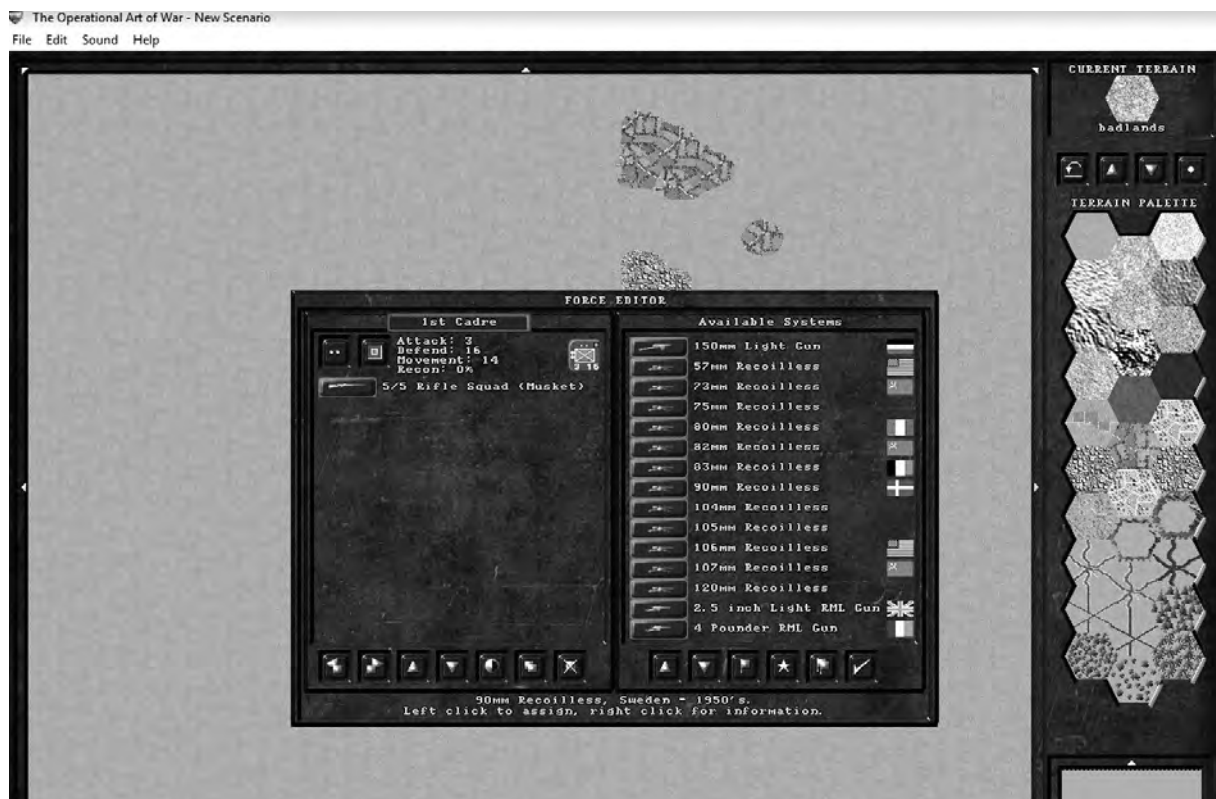 The Operational Art of War - New Scenario
File Edit Sound Help
CURRENT TERRAIN
badlands
TERRAIN PALETTE
FORCE EDITOR
1st Cadre
Attack: 3
Defend: 16
Movement: 14
Recon: 0%
3 16
5/5 Rifle Squad (Musket)
Available Systems
150mm Light Gun
57mm Recoilless
73mm Recoilless
75mm Recoilless
80mm Recoilless
82mm Recoilless
83mm Recoilless
90mm Recoilless
104mm Recoilless
105mm Recoilless
106mm Recoilless
107mm Recoilless
120mm Recoilless
2.5 inch Light RML Gun
4 Pounder RML Gun
90mm Recoilless, Sweden - 1950's.
Left click to assign, right click for information.